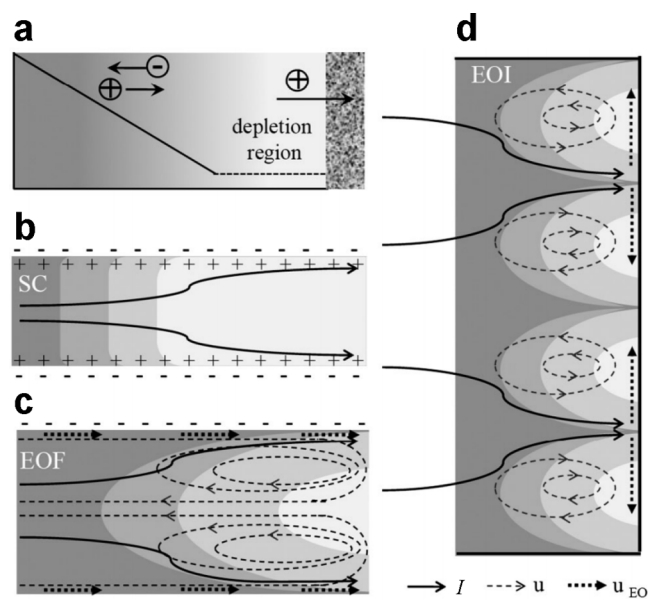 a
-
+ +
depletion
region
b
- - - - - - - - - - - - - -
+ + + + + + + + + + + + + +
SC
+ + + + + + + + + + + + + +
- - - - - - - - - - - - - -
c
- - - - - - - - - - - - - -
EOF
- - - - - - - - - - - - - -
d
EOI
I u u EO